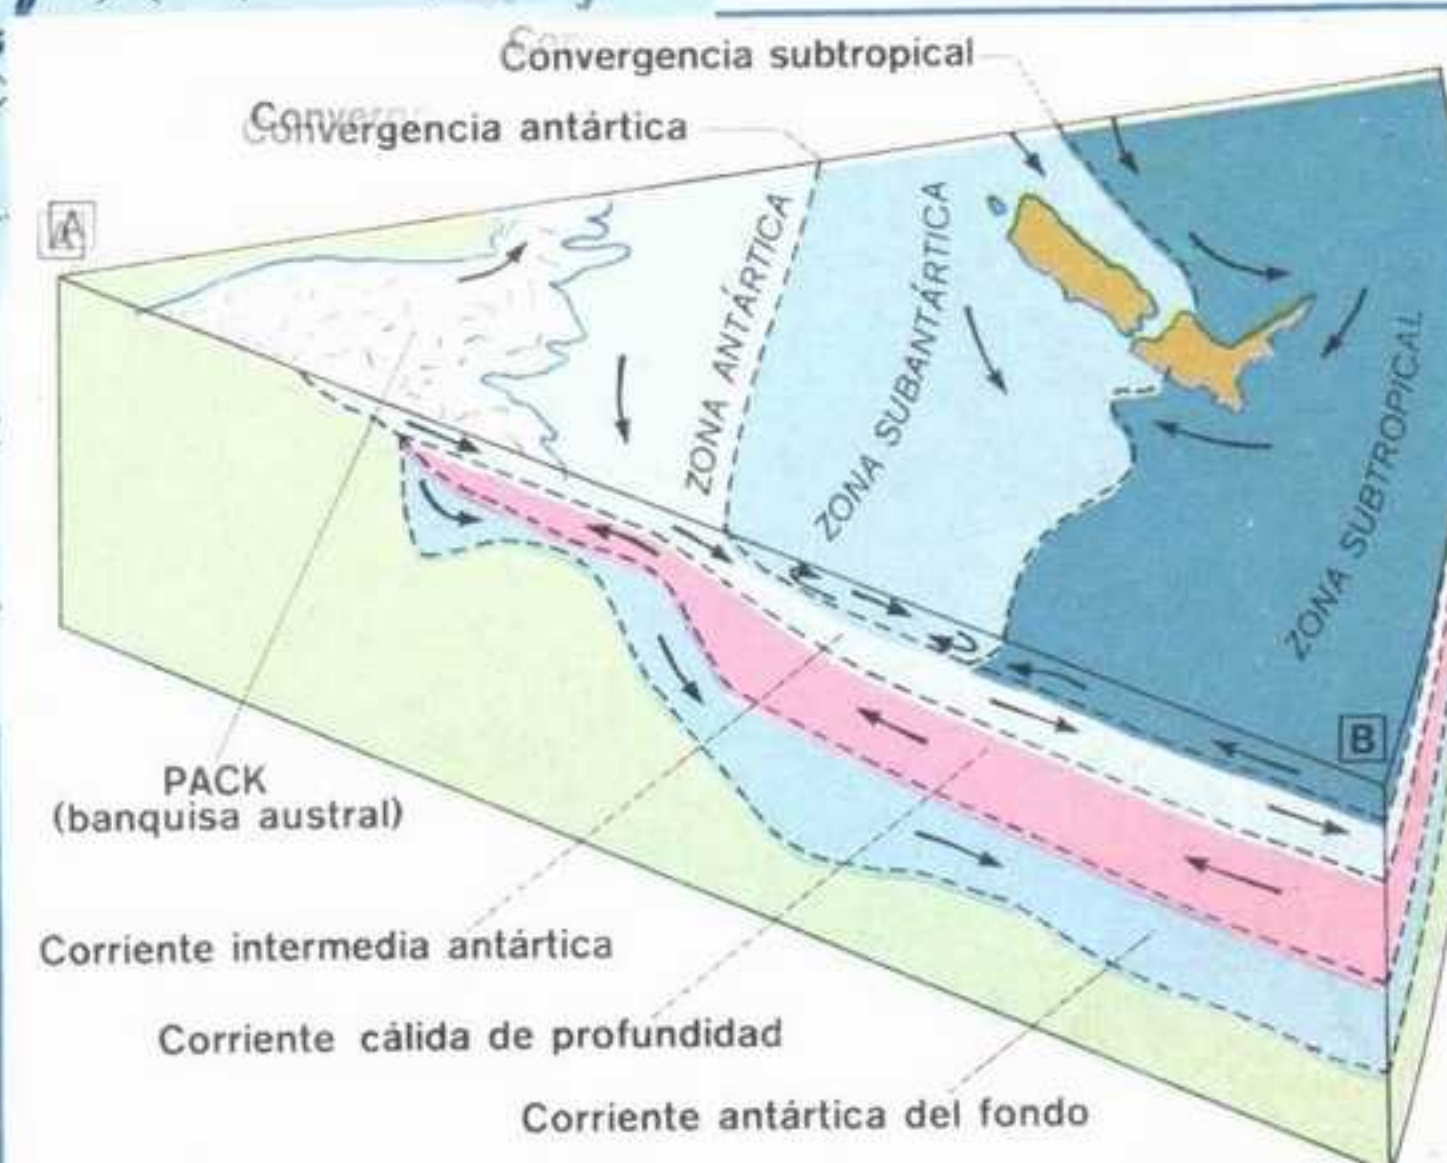 Convergencia subtropical
Convergencia antártica
A
ZONA ANTÁRTICA
ZONA SUBANTÁRTICA
ZONA SUBTROPICAL
B
PACK
(banquisa austral)
Corriente intermedia antártica
Corriente cálida de profundidad
Corriente antártica del fondo